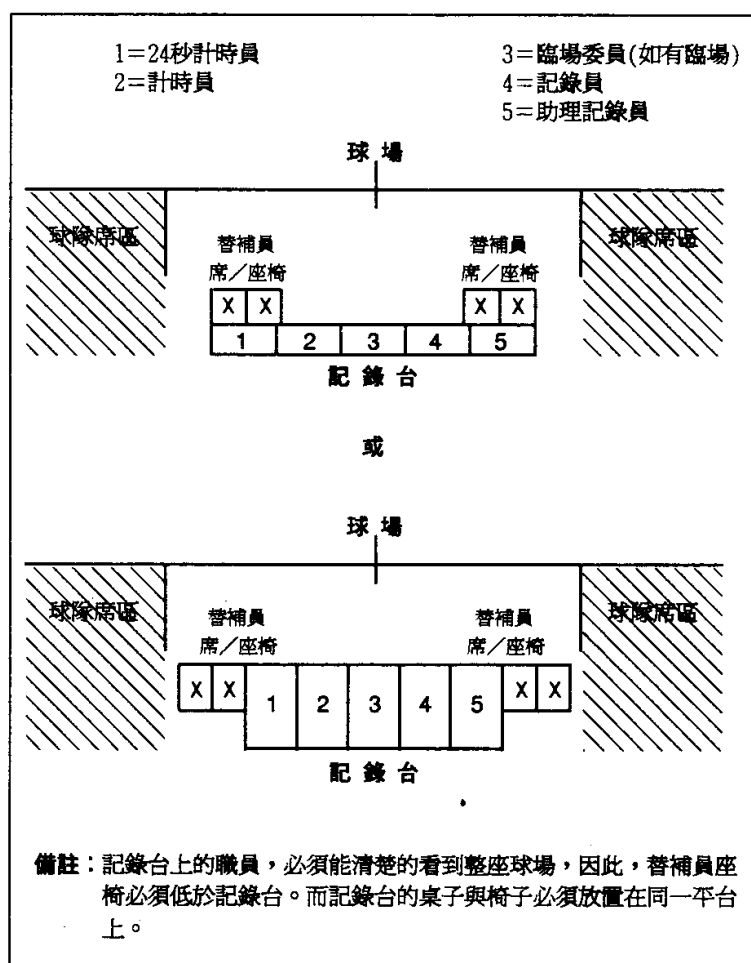 1＝24秒計時員
2＝計時員
3＝臨場委員(如有臨場)
4＝記錄員
5＝助理記錄員
球 場
球隊席區
替補員
席／座椅
替補員
席／座椅
球隊席區
X X
X X
1 2 3 4 5
記 錄 台
或
球 場
球隊席區
替補員
席／座椅
替補員
席／座椅
球隊席區
X X 1 2 3 4 5 X X
記 錄 台
備註：記錄台上的職員，必須能清楚的看到整座球場，因此，替補員座
椅必須低於記錄台。而記錄台的桌子與椅子必須放置在同一平台
上。